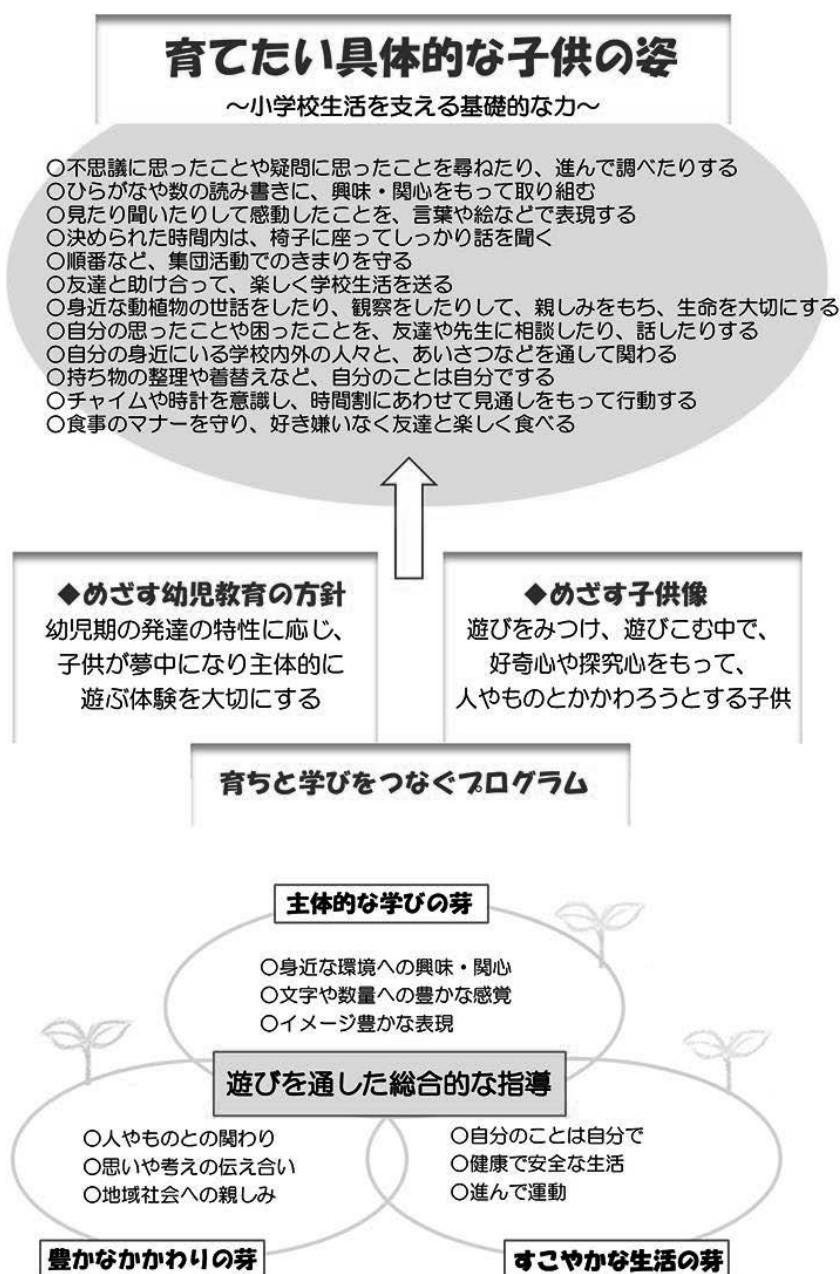 育てたい具体的な子供の姿
～小学校生活を支える基礎的な力～
○不思議に思ったことや疑問に思ったことを尋ねたり、進んで調べたりする
○ひらがなや数の読み書きに、興味・関心をもって取り組む
○見たり聞いたりして感動したことを、言葉や絵などで表現する
○決められた時間内は、椅子に座ってしっかり話を聞く
○順番など、集団活動でのきまりを守る
○友達と助け合って、楽しく学校生活を送る
○身近な動植物の世話をしたり、観察をしたりして、親しみをもち、生命を大切にする
○自分の思ったことや困ったことを、友達や先生に相談したり、話したりする
○自分の身近にいる学校内外の人々と、あいさつなどを通して関わる
○持ち物の整理や着替えなど、自分のことは自分でする
○チャイムや時計を意識し、時間割にあわせて見通しをもって行動する
○食事のマナーを守り、好き嫌いなく友達と楽しく食べる
◆めざす幼児教育の方針
幼児期の発達の特性に応じ、
子供が夢中になり主体的に
遊ぶ体験を大切にする
◆めざす子供像
遊びをみつけ、遊びこむ中で、
好奇心や探究心をもって、
人やものとかかわろうとする子供
育ちと学びをつなぐプログラム
主体的な学びの芽
○身近な環境への興味・関心
○文字や数量への豊かな感覚
○イメージ豊かな表現
遊びを通した総合的な指導
○人やものとの関わり
○思いや考えの伝え合い
○地域社会への親しみ
豊かなかかわりの芽
○自分のことは自分で
○健康で安全な生活
○進んで運動
すこやかな生活の芽